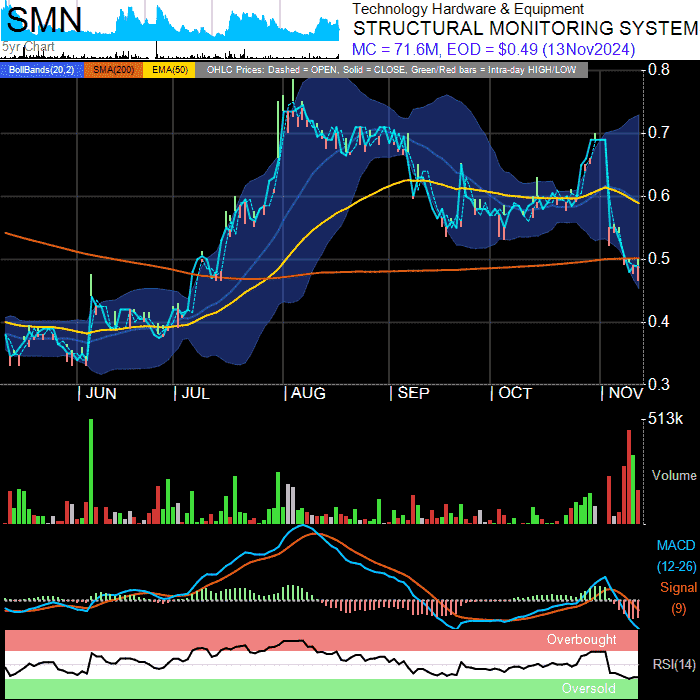 SMN
5yr Chart
Technology Hardware & Equipment
STRUCTURAL MONITORING SYSTEM
MC = 71.6M, EOD = $0.49 (13Nov2024)
BollBands(20,2) SMA(200) EMA(50) OHLC Prices: Dashed = OPEN, Solid = CLOSE, Green/Red bars = Intra-day HIGH/LOW
0.8
0.7
0.6
0.5
0.4
0.3
JUN JUL AUG SEP OCT NOV
513k
Volume
MACD
(12-26)
Signal
(9)
Overbought
RSI(14)
Oversold